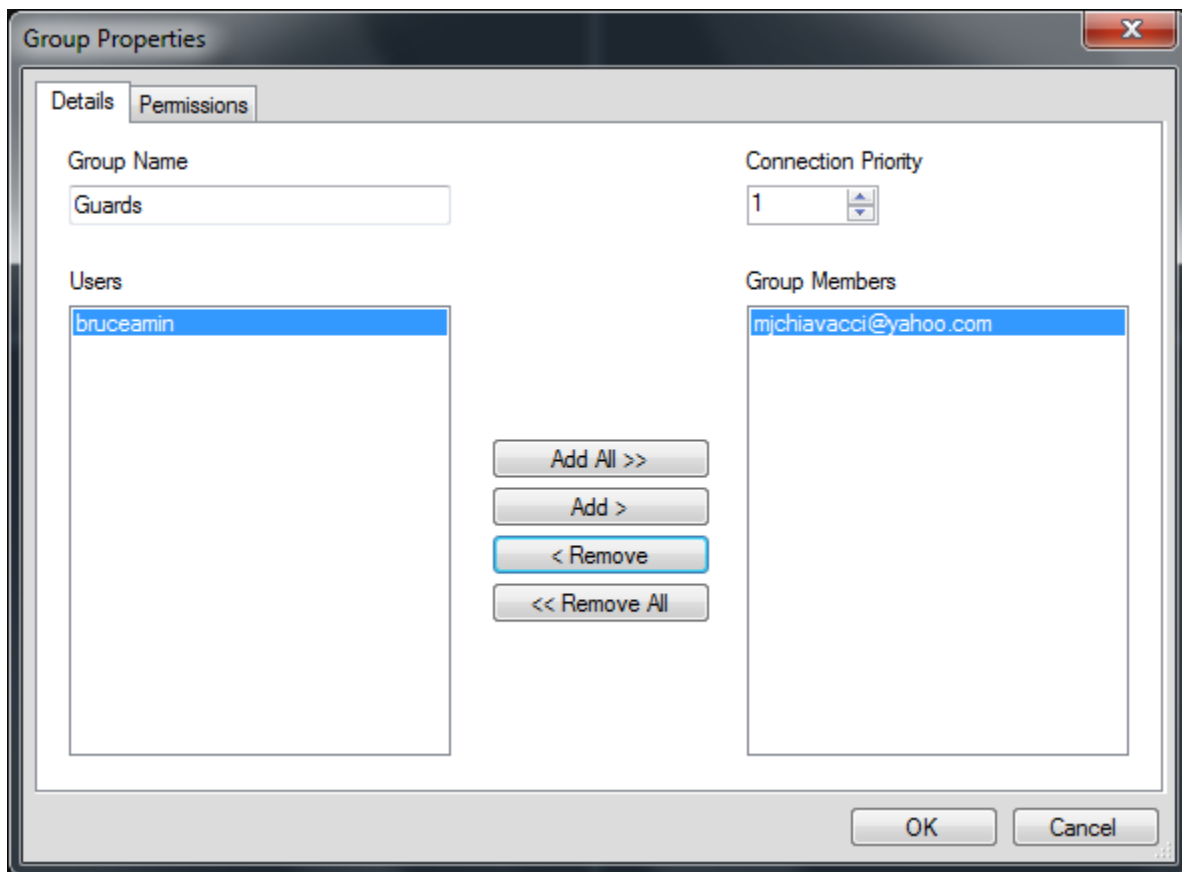 Group Properties
Details
Permissions
Group Name
Connection Priority
Guards
1
Users
Group Members
bruceamin
mjchiavacci@yahoo.com
Add All >>
Add >
< Remove
<< Remove All
OK
Cancel